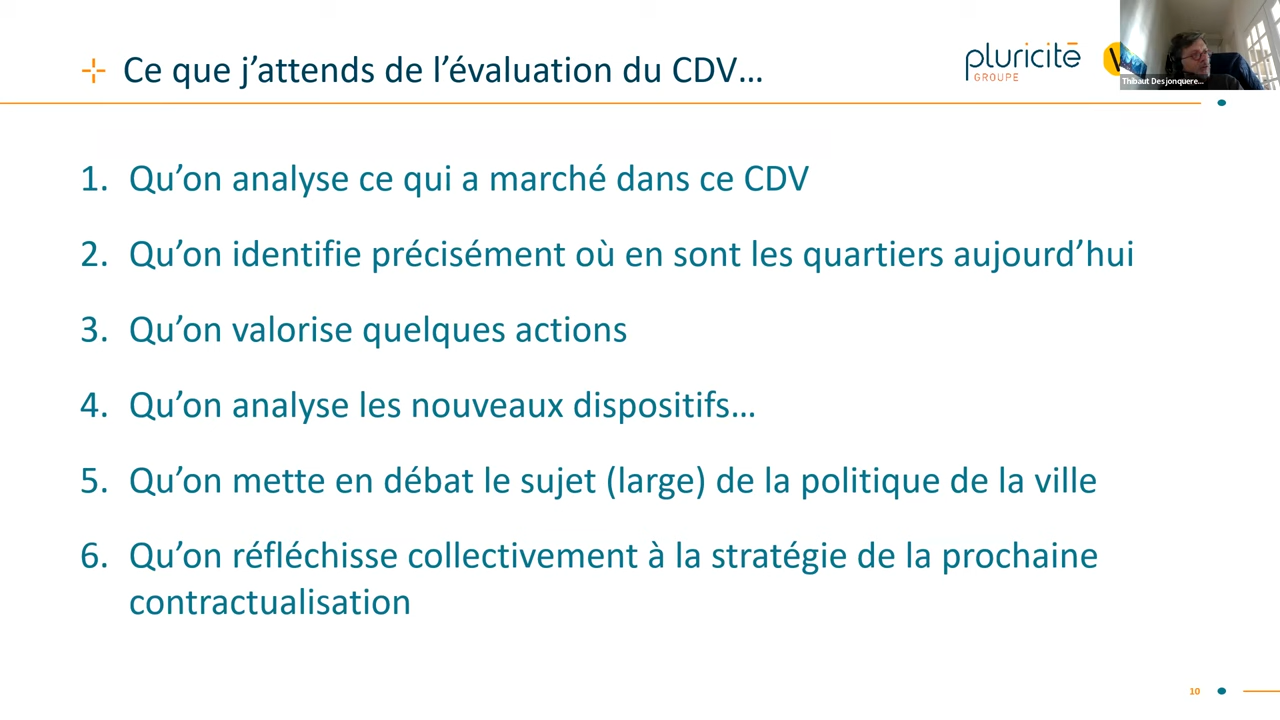 Ce que j’attends de l’évaluation du CDV…
pluricité
GROUPE
Thibaut Desjonquere...
1. Qu’on analyse ce qui a marché dans ce CDV
2. Qu’on identifie précisément où en sont les quartiers aujourd’hui
3. Qu’on valorise quelques actions
4. Qu’on analyse les nouveaux dispositifs…
5. Qu’on mette en débat le sujet (large) de la politique de la ville
6. Qu’on réfléchisse collectivement à la stratégie de la prochaine
contractualisation
10